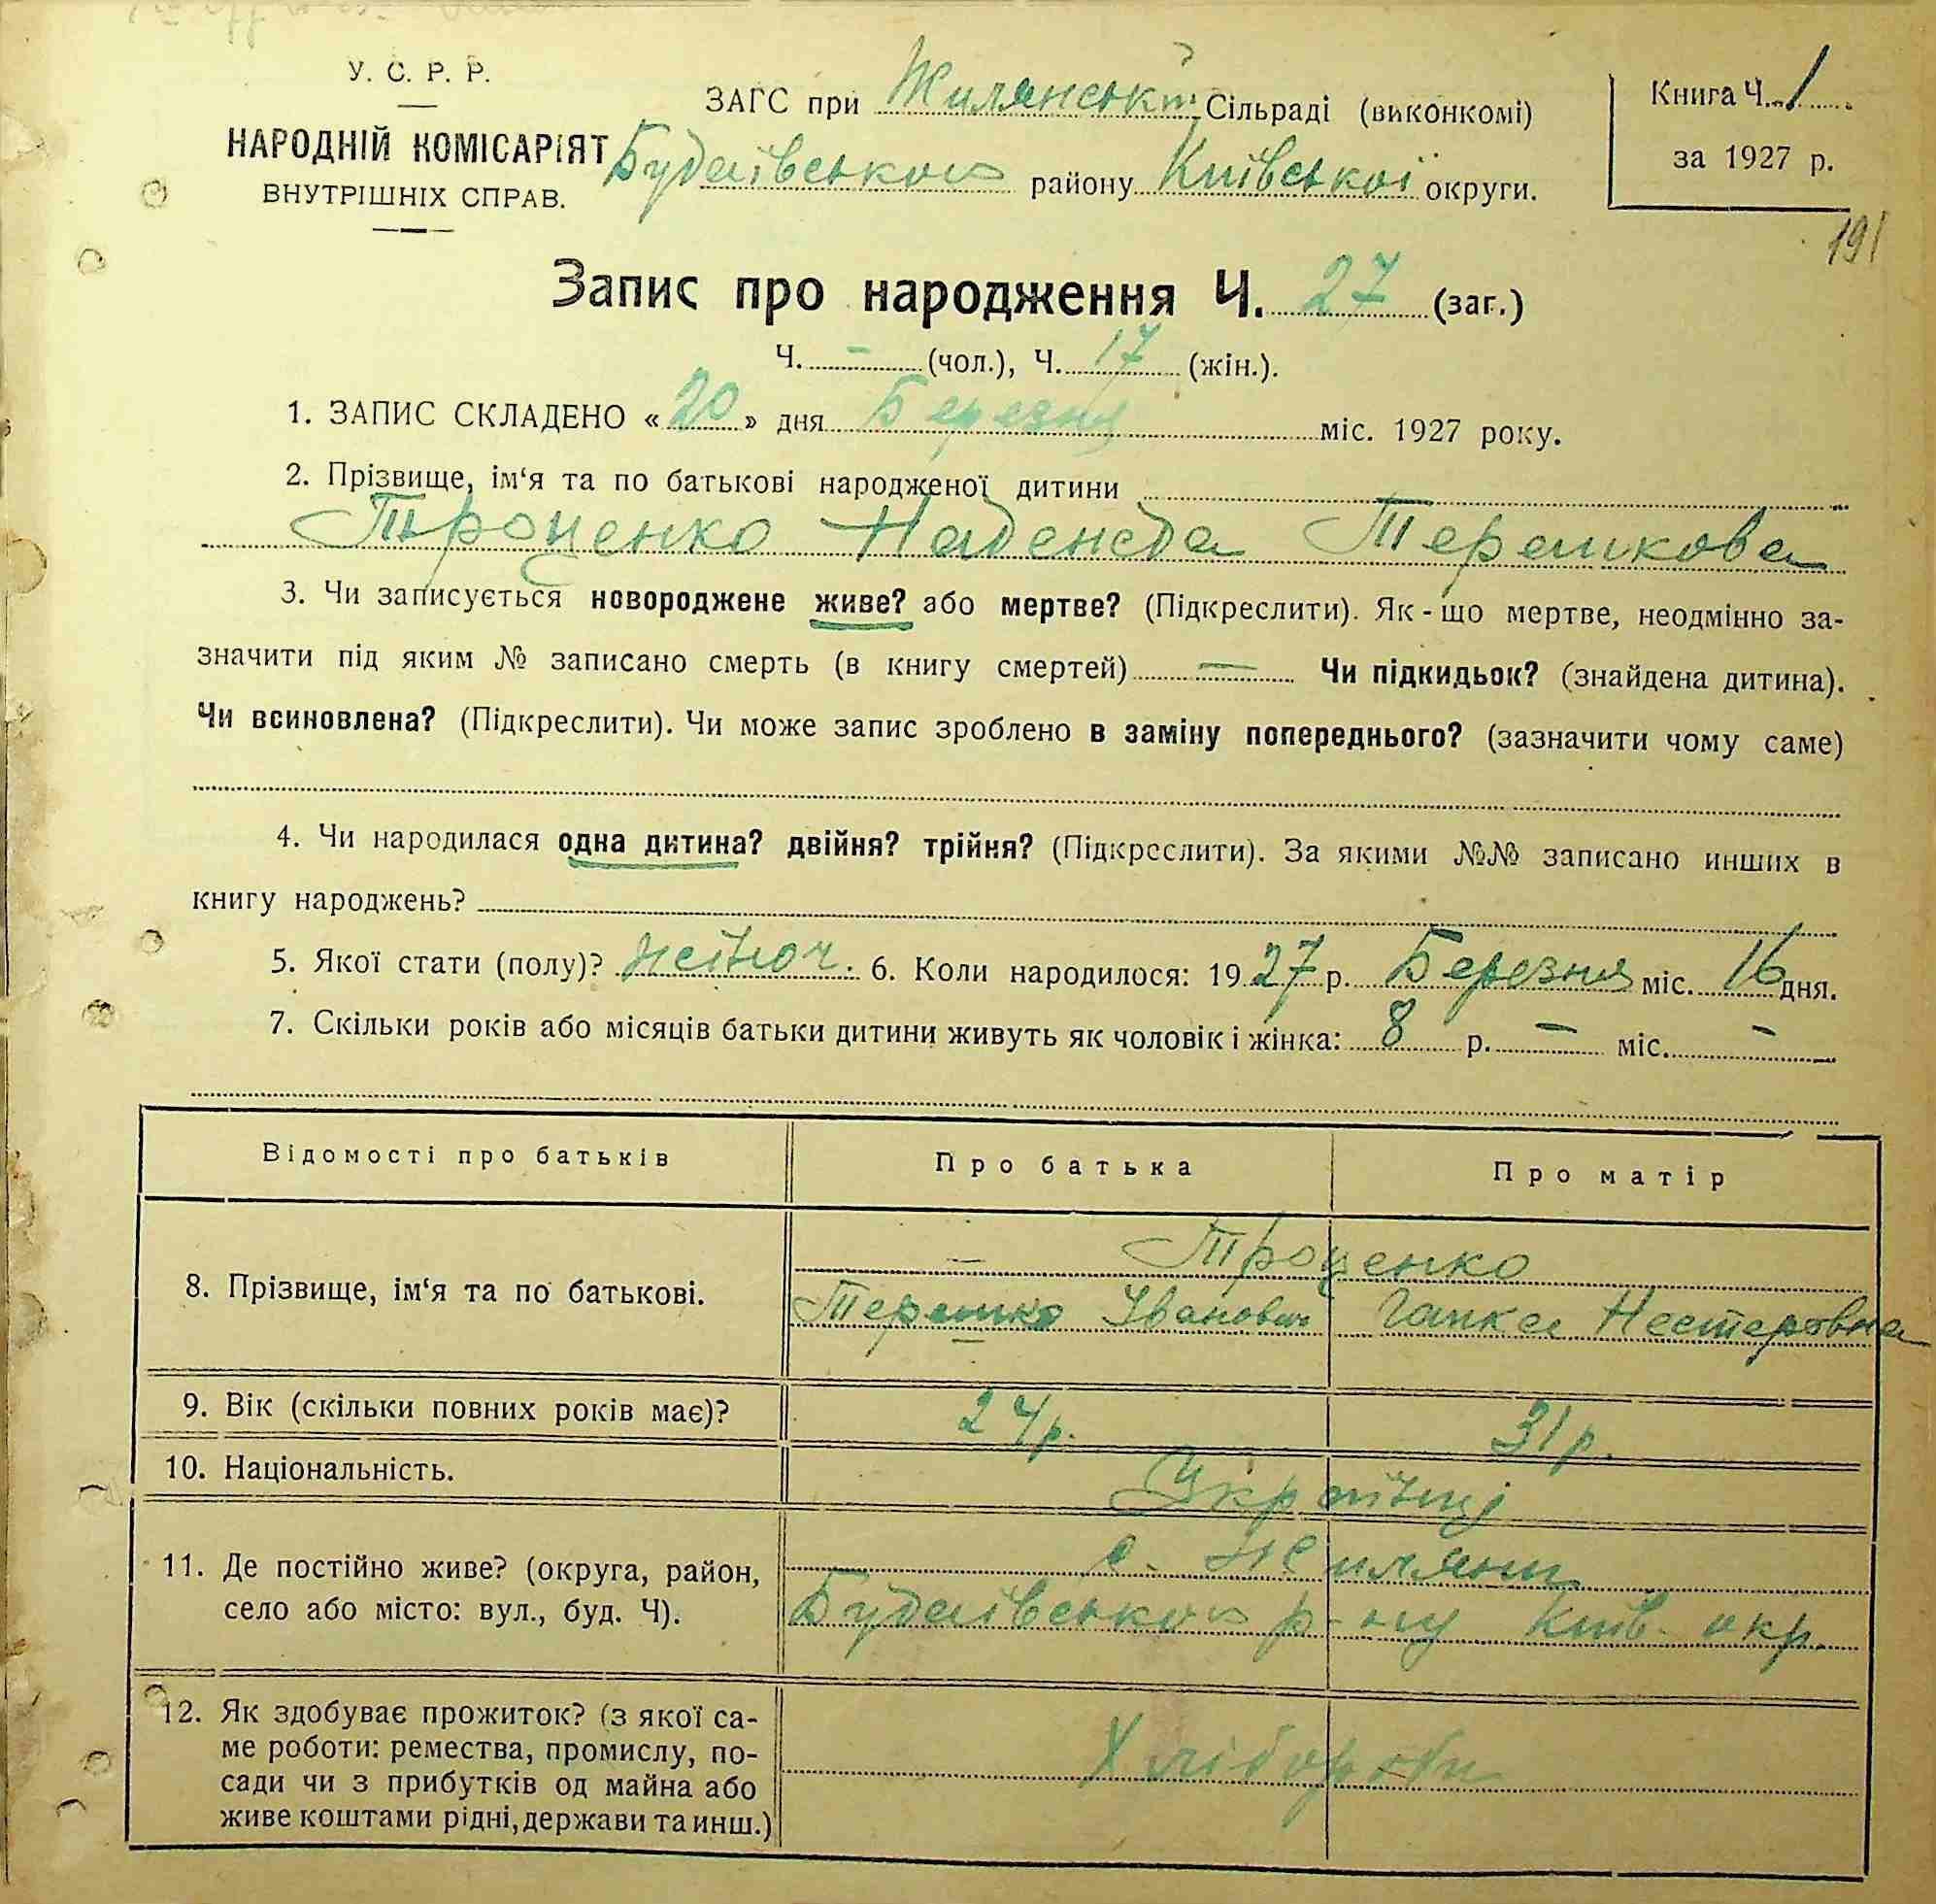 У. С. Р. Р.
НАРОДНІЙ КОМІСАРІЯТ
ВНУТРІШНІХ СПРАВ.
ЗАГС при Жилянській Сільраді (виконкомі)
Будаївського району Київської округи.
Книга Ч. 1
за 1927 р.
191
Запис про народження Ч. 27 (заг.)
Ч. - (чол.), Ч. 17 (жін.).
1. ЗАПИС СКЛАДЕНО «20» дня Березня міс. 1927 року.
2. Прізвище, ім‘я та по батькові народженої дитини
Троценко Надежда Терешкова
3. Чи записується новороджене живе? або мертве? (Підкреслити). Як-що мертве, неодмінно за-
значити під яким № записано смерть (в книгу смертей) — Чи підкидьок? (знайдена дитина).
Чи всиновлена? (Підкреслити). Чи може запис зроблено в заміну попереднього? (зазначити чому саме)
4. Чи народилася одна дитина? двійня? трійня? (Підкреслити). За якими №№ записано инших в
книгу народжень?
5. Якої стати (полу)? жіноч. 6. Коли народилося: 1927 р. Березня міс. 16 дня.
7. Скільки років або місяців батьки дитини живуть як чоловік і жінка: 8 р. - міс. -
Відомості про батьків Про батька Про матір
8. Прізвище, ім‘я та по батькові.
Троценко
Терешко Іванович Ганка Нестеровна
9. Вік (скільки повних років має)? 24р. 31р.
10. Національність. Українці
11. Де постійно живе? (округа, район,
село або місто: вул., буд. Ч).
с. Жиляни
Будаївського р-ну Київ. окр.
12. Як здобуває прожиток? (з якої са-
ме роботи: ремества, промислу, по-
сади чи з прибутків од майна або
живе коштами рідні, держави та инш.)
Хлібороби